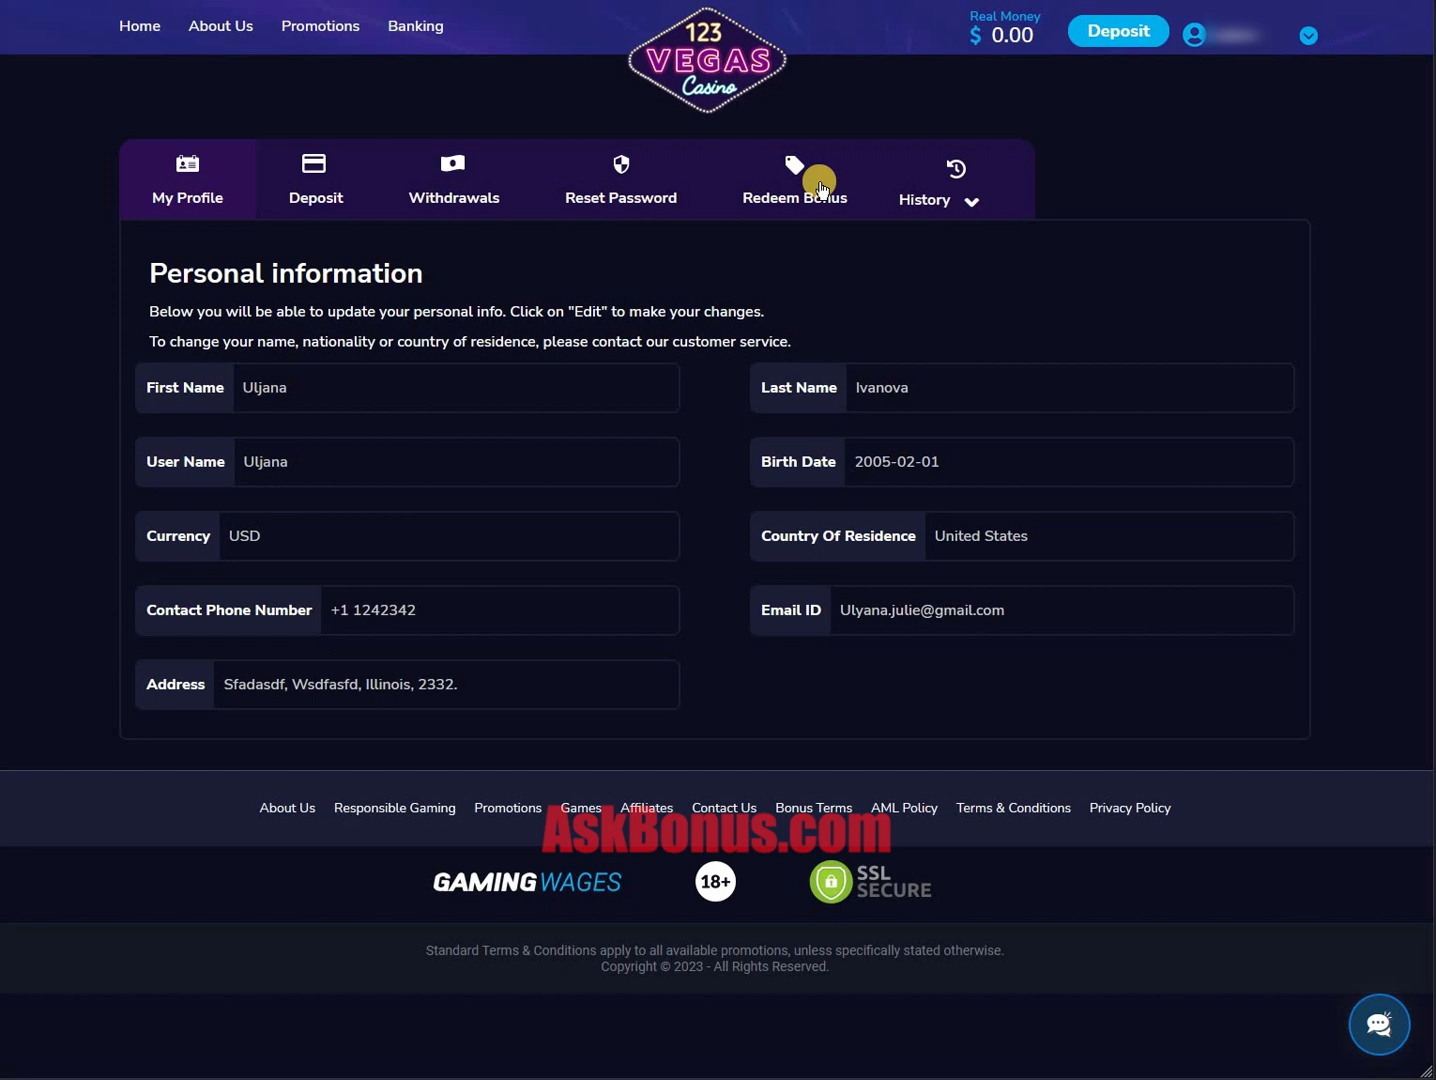 Home About Us Promotions Banking
123 VEGAS Casino
Real Money
$ 0.00
Deposit
My Profile Deposit Withdrawals Reset Password Redeem Bonus History
Personal information
Below you will be able to update your personal info. Click on "Edit" to make your changes.
To change your name, nationality or country of residence, please contact our customer service.
First Name Uljana Last Name Ivanova
User Name Uljana Birth Date 2005-02-01
Currency USD Country Of Residence United States
Contact Phone Number +1 1242342 Email ID Ulyana.julie@gmail.com
Address Sfadasdf, Wsdfasfd, Illinois, 2332.
About Us Responsible Gaming Promotions Games Affiliates Contact Us Bonus Terms AML Policy Terms & Conditions Privacy Policy
AskBonus.com
GAMINGWAGES 18+ SSL SECURE
Standard Terms & Conditions apply to all available promotions, unless specifically stated otherwise.
Copyright © 2023 - All Rights Reserved.